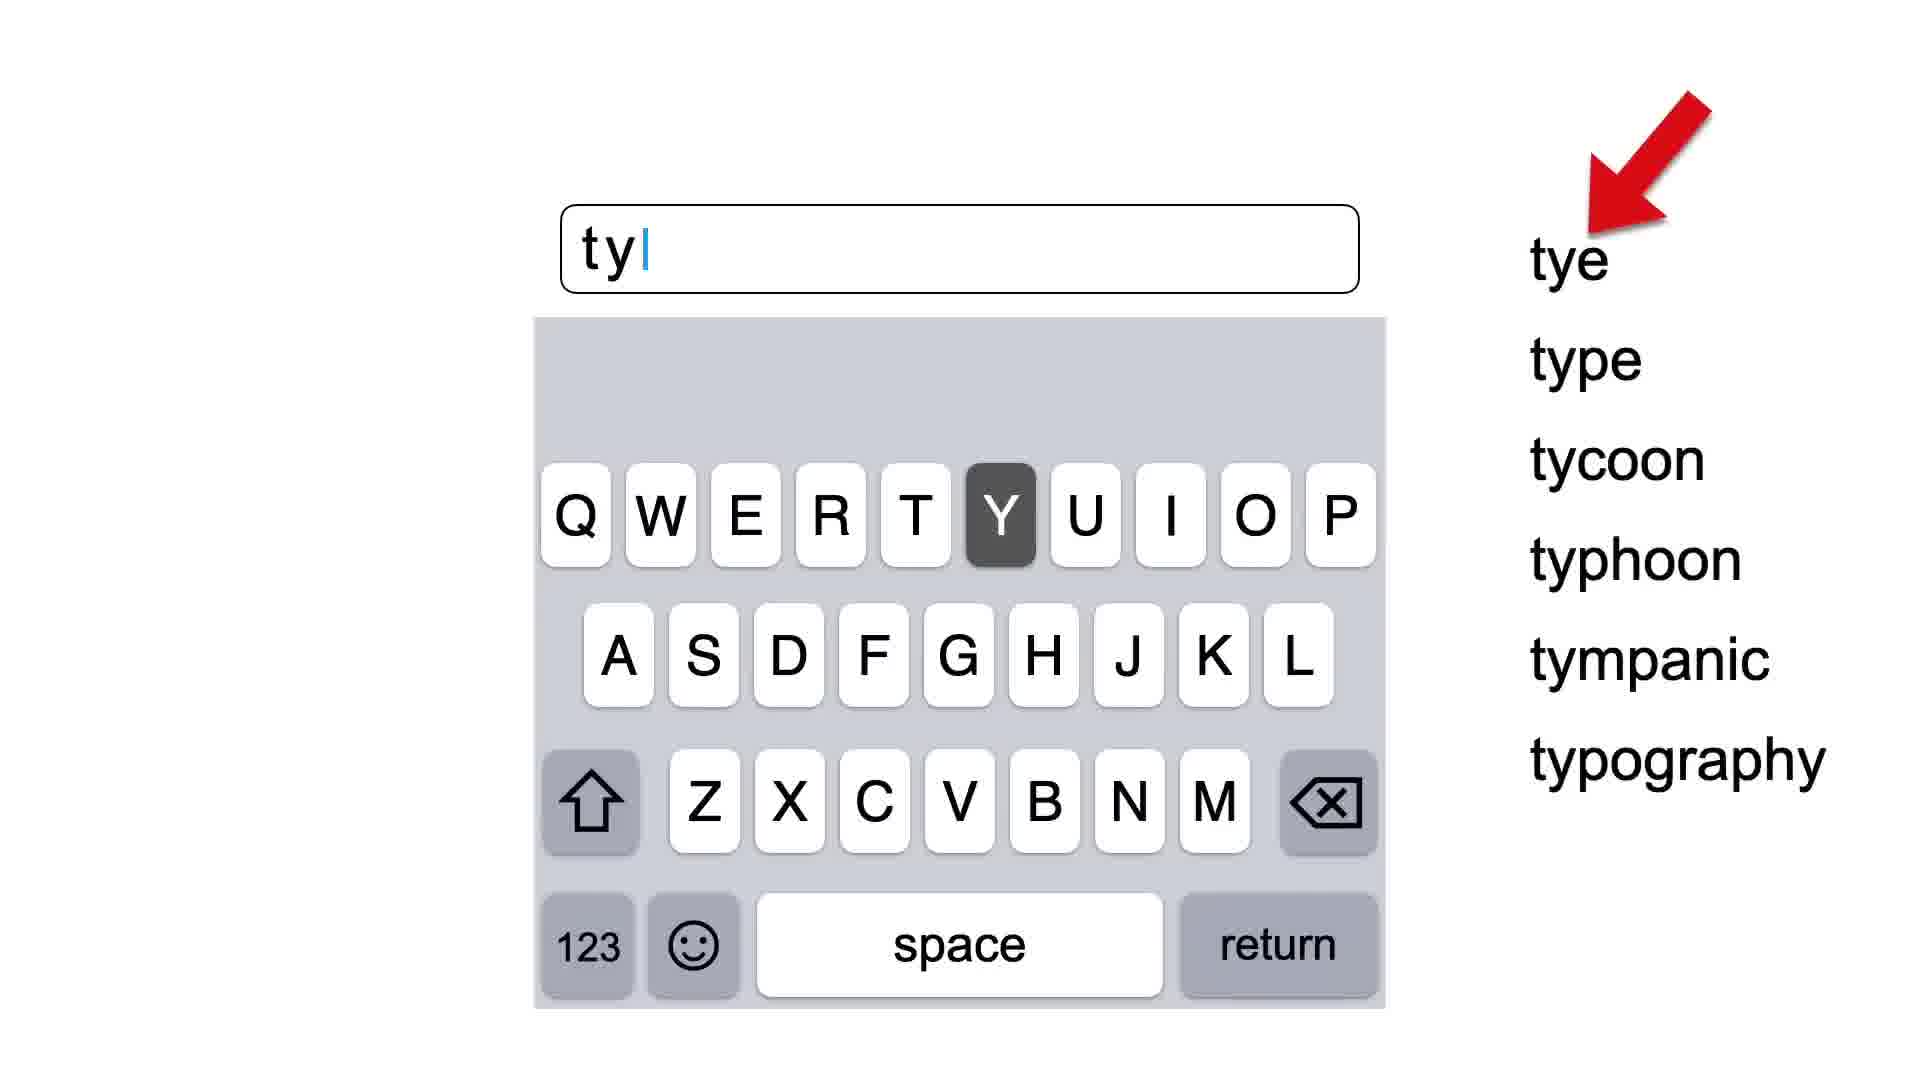 ty
tye
type
tycoon
typhoon
tympanic
typography
Q W E R T Y U I O P
A S D F G H J K L
Z X C V B N M
123 space return